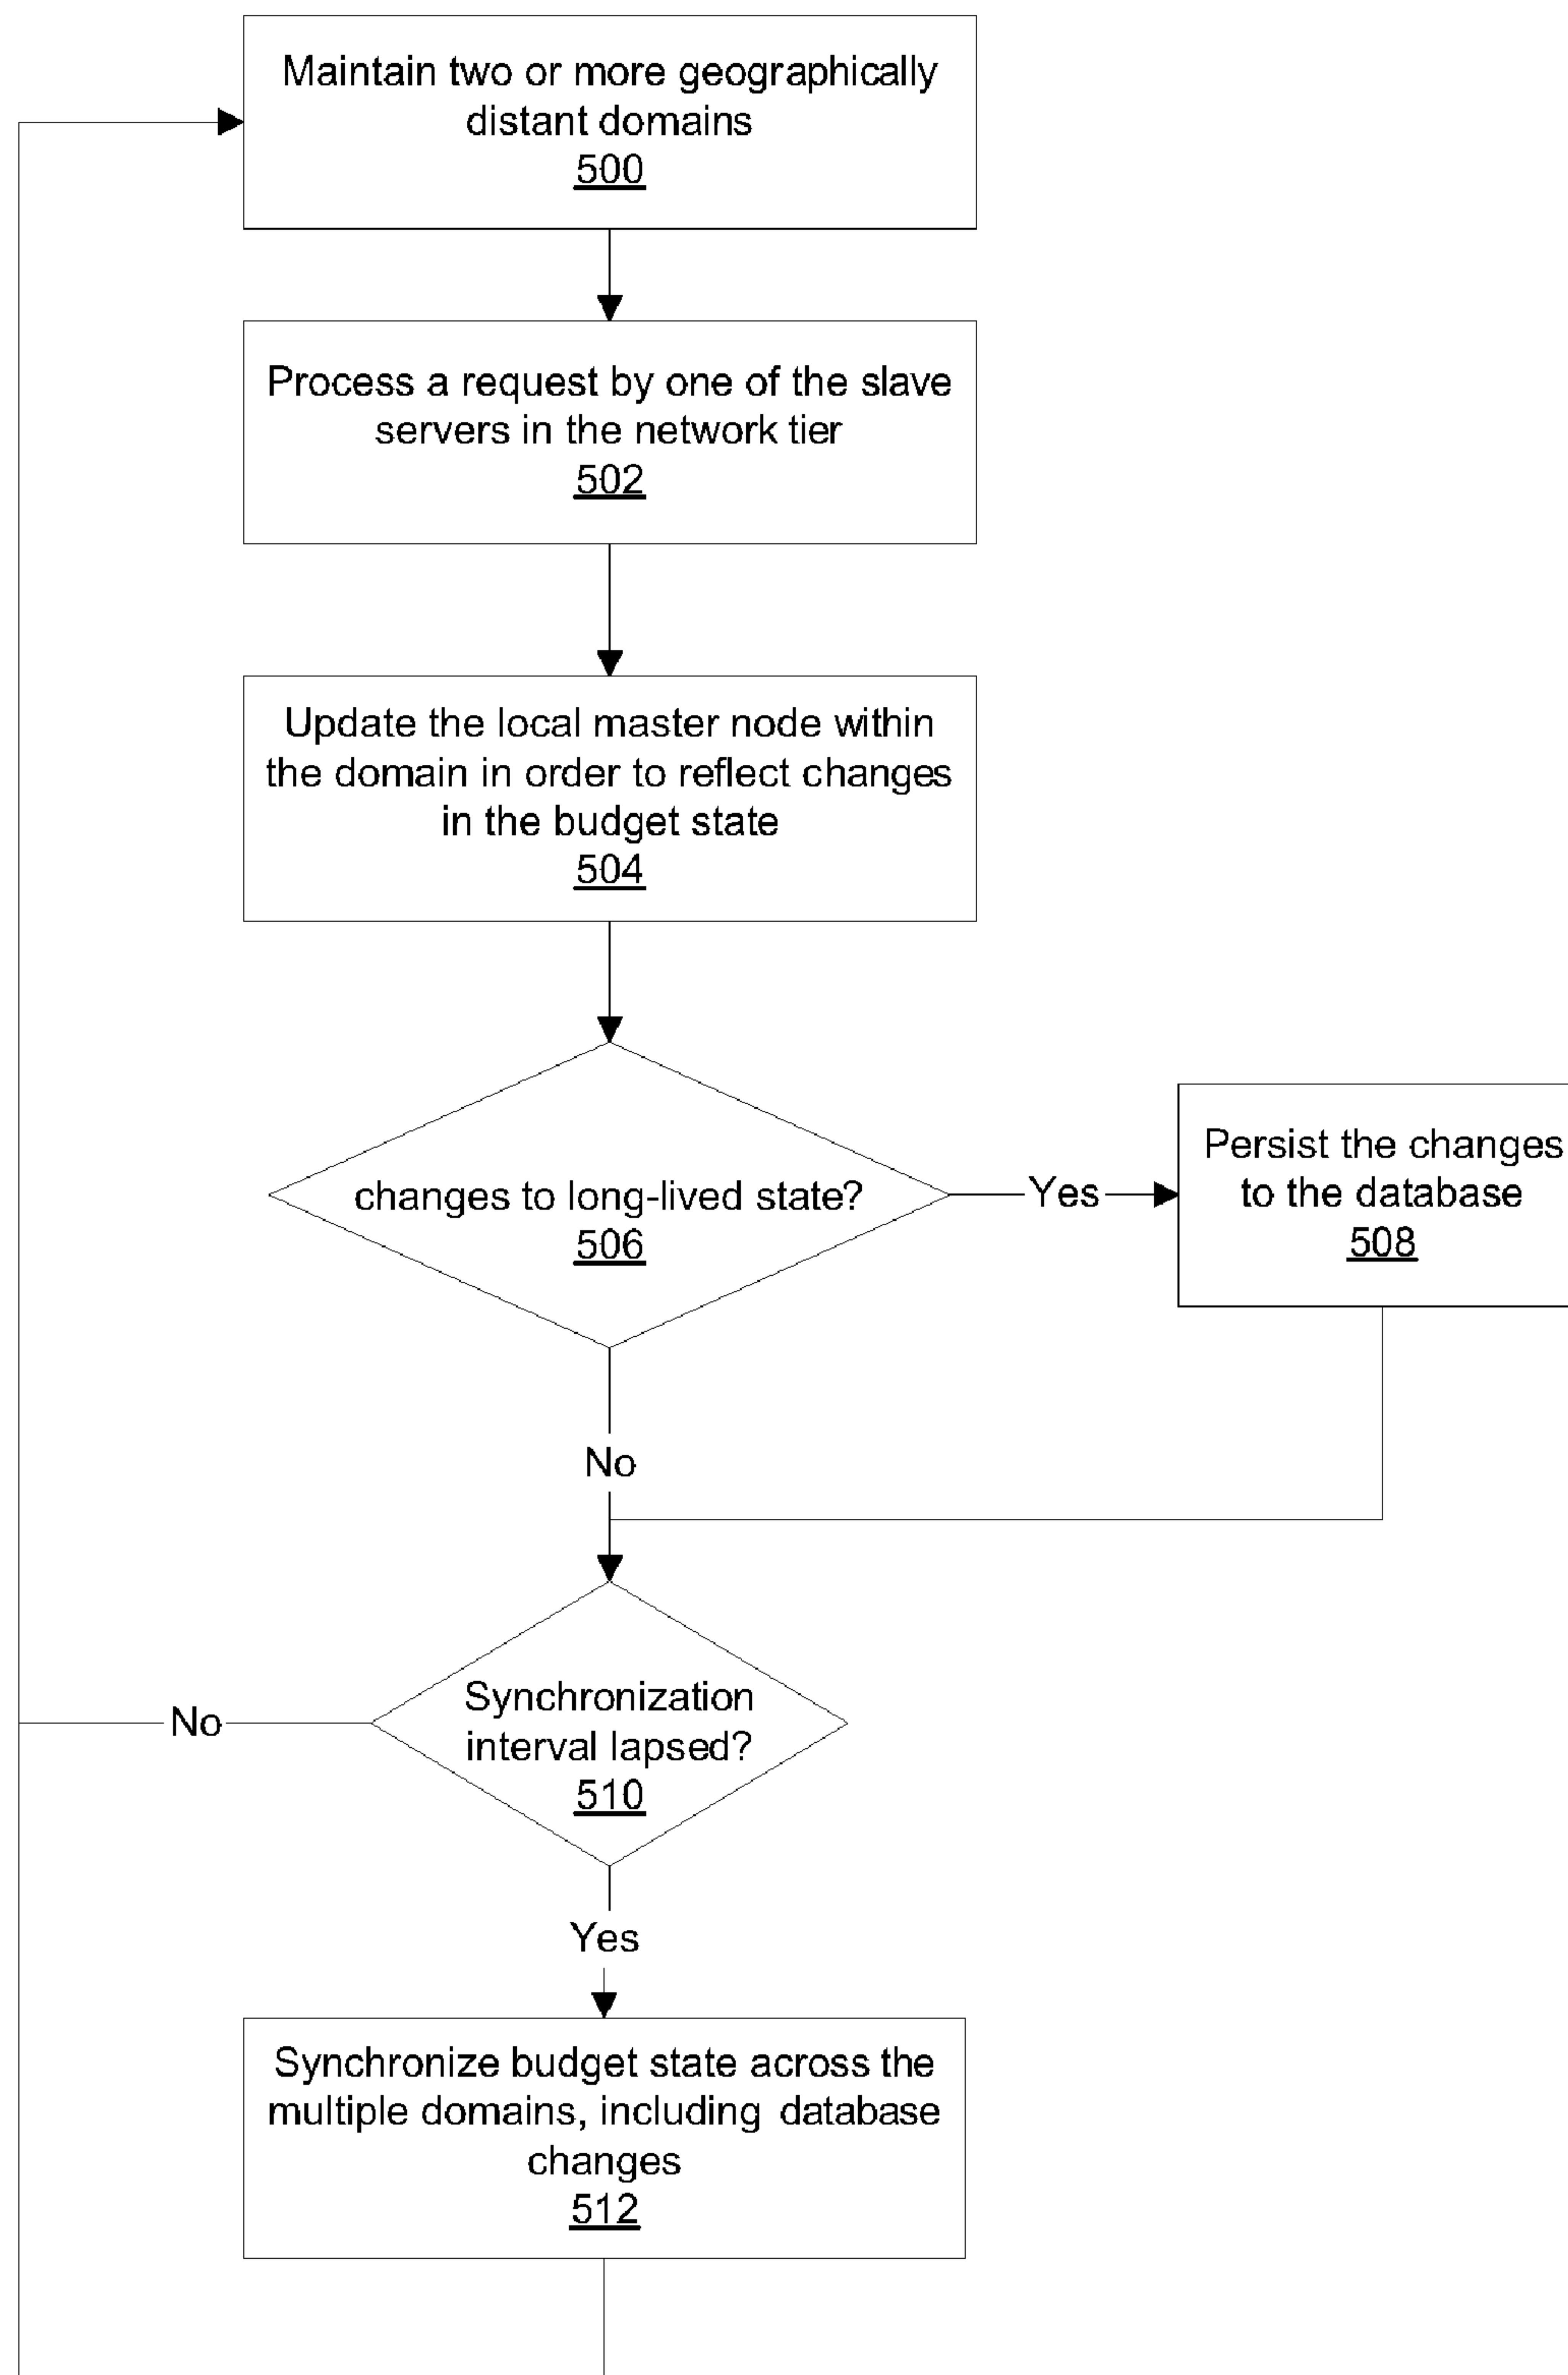 Maintain two or more geographically
distant domains
500
Process a request by one of the slave
servers in the network tier
502
Update the local master node within
the domain in order to reflect changes
in the budget state
504
changes to long-lived state?
506
Yes
Persist the changes
to the database
508
No
Synchronization
interval lapsed?
510
No
Yes
Synchronize budget state across the
multiple domains, including database
changes
512